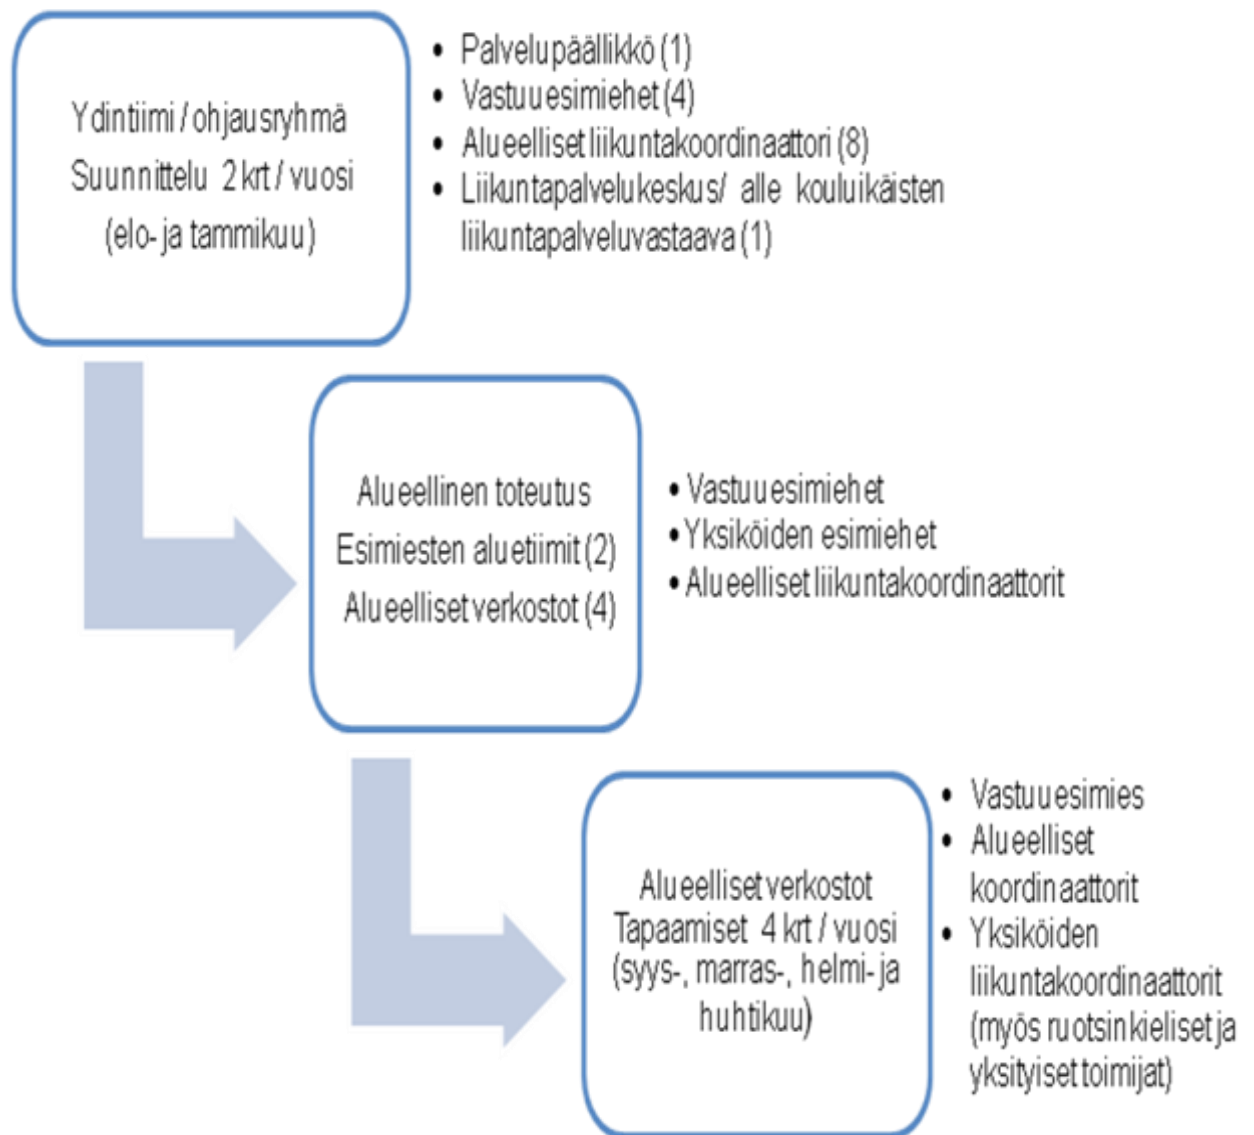 Ydintiimi / ohjausryhmä
Suunnittelu 2 krt / vuosi
(elo- ja tammikuu)
• Palvelupäällikkö (1)
• Vastuuesimiehet (4)
• Alueelliset liikuntakoordinaattori (8)
• Liikuntapalvelukeskus/ alle kouluikäisten
liikuntapalveluvastaava (1)
Alueellinen toteutus
Esimiesten aluetiimit (2)
Alueelliset verkostot (4)
• Vastuuesimiehet
• Yksiköiden esimiehet
• Alueelliset liikuntakoordinaattorit
Alueelliset verkostot
Tapaamiset 4 krt / vuosi
(syys-, marras-, helmi- ja
huhtikuu)
• Vastuuesimies
• Alueelliset
koordinaattorit
• Yksiköiden
liikuntakoordinaattorit
(myös ruotsinkieliset ja
yksityiset toimijat)